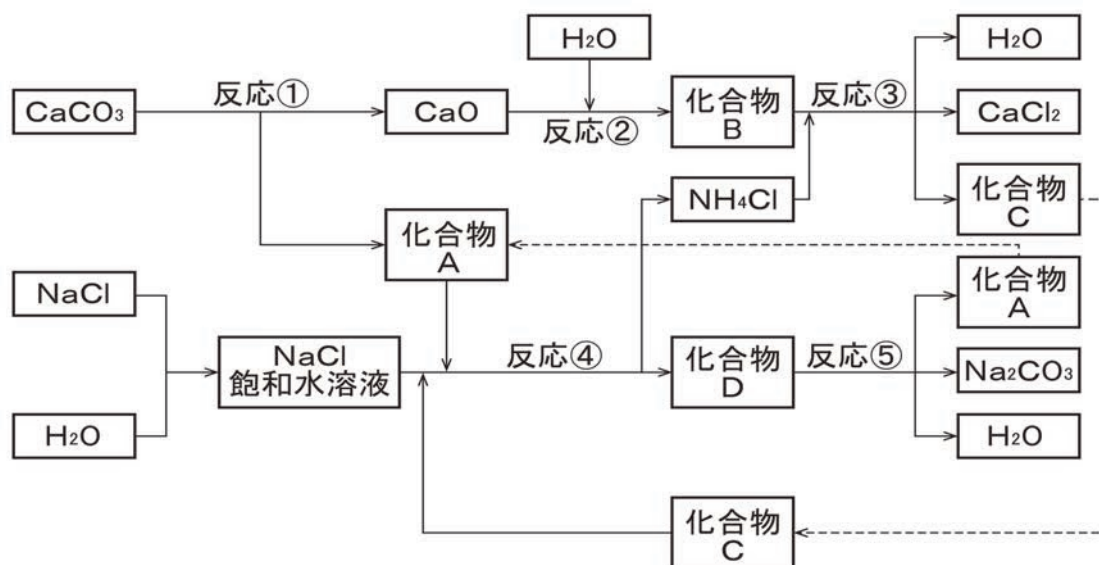 H₂O
H₂O
CaCO₃
反応①
CaO
反応②
化合物
B
反応③
CaCl₂
NH₄Cl
化合物
C
化合物
A
NaCl
化合物
A
NaCl
飽和水溶液
反応④
化合物
D
反応⑤
Na₂CO₃
H₂O
H₂O
化合物
C